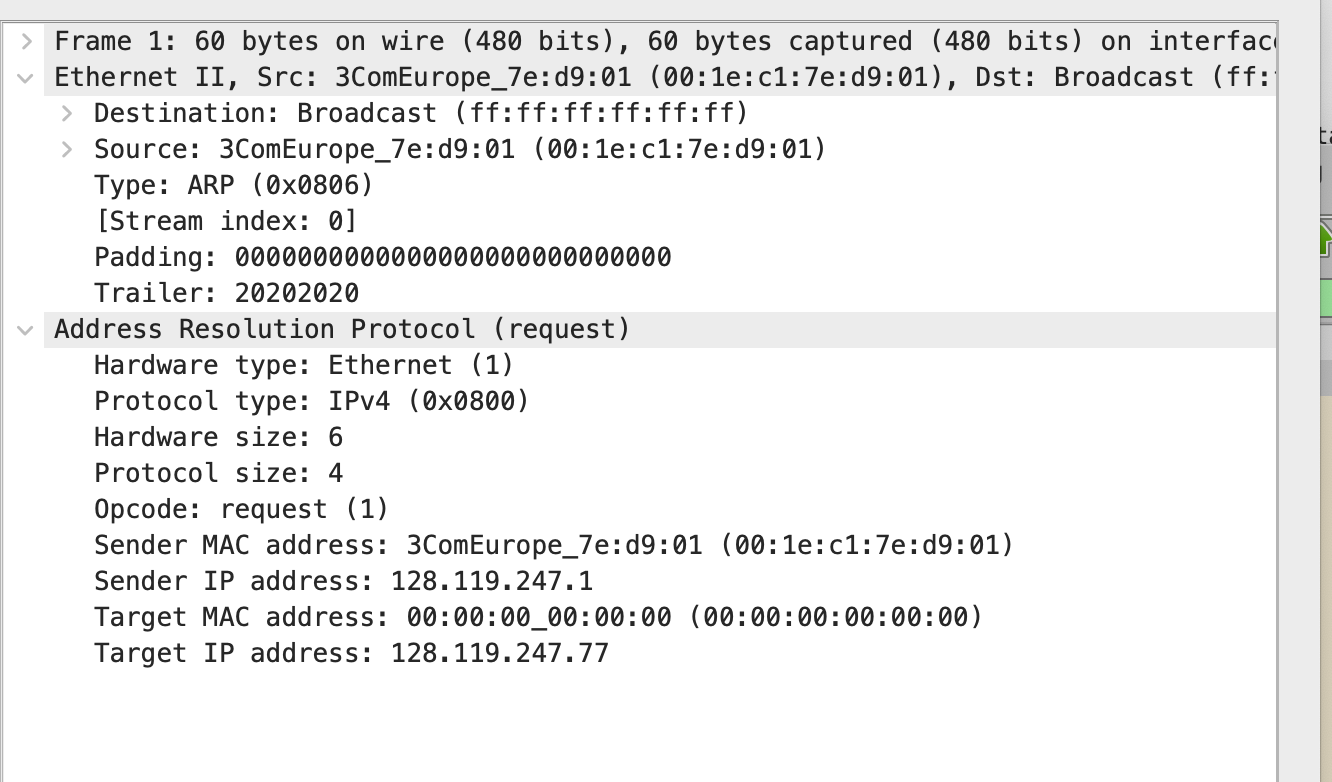 Frame 1: 60 bytes on wire (480 bits), 60 bytes captured (480 bits) on
Ethernet II, Src: 3ComEurope_7e:d9:01 (00:1e:c1:7e:d9:01), Dst: Broadcast (ff:
Destination: Broadcast (ff:ff:ff:ff:ff:ff)
Source: 3ComEurope_7e:d9:01 (00:1e:c1:7e:d9:01)
Type: ARP (0x0806)
[Stream index: 0]
Padding: 0000000000000000000000000000
Trailer: 20202020
Address Resolution Protocol (request)
Hardware type: Ethernet (1)
Protocol type: IPv4 (0x0800)
Hardware size: 6
Protocol size: 4
Opcode: request (1)
Sender MAC address: 3ComEurope_7e:d9:01 (00:1e:c1:7e:d9:01)
Sender IP address: 128.119.247.1
Target MAC address: 00:00:00_00:00:00 (00:00:00:00:00:00)
Target IP address: 128.119.247.77